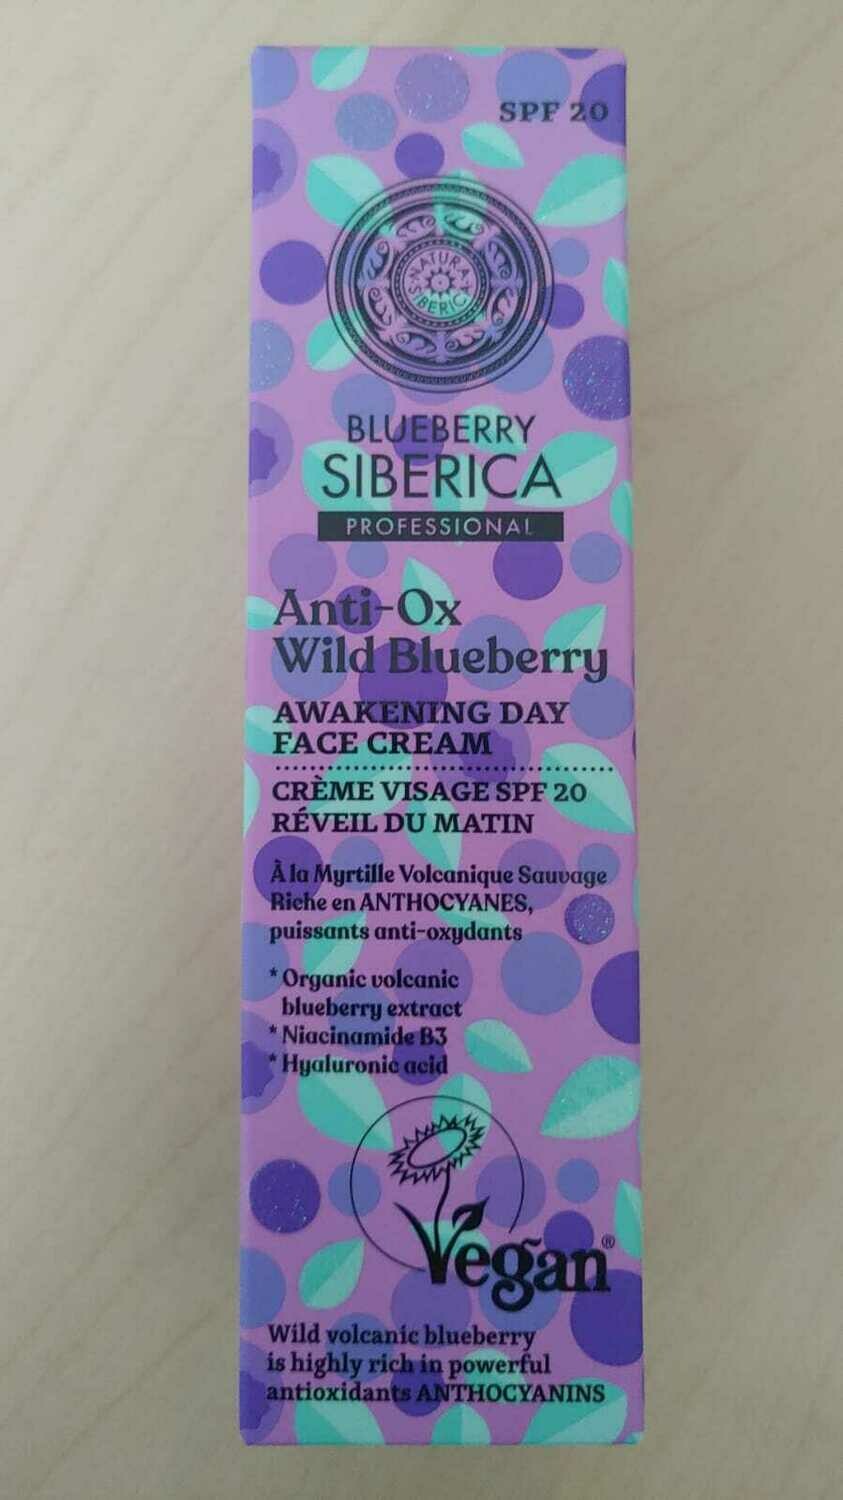 SPF 20
NATURA
SIBERICA
BLUEBERRY
SIBERICA
PROFESSIONAL
Anti-Ox
Wild Blueberry
AWAKENING DAY
FACE CREAM
CRÈME VISAGE SPF 20
RÉVEIL DU MATIN
À la Myrtille Volcanique Sauvage
Riche en ANTHOCYANES,
puissants anti-oxydants
* Organic volcanic
blueberry extract
* Niacinamide B3
* Hyaluronic acid
Vegan®
Wild volcanic blueberry
is highly rich in powerful
antioxidants ANTHOCYANINS